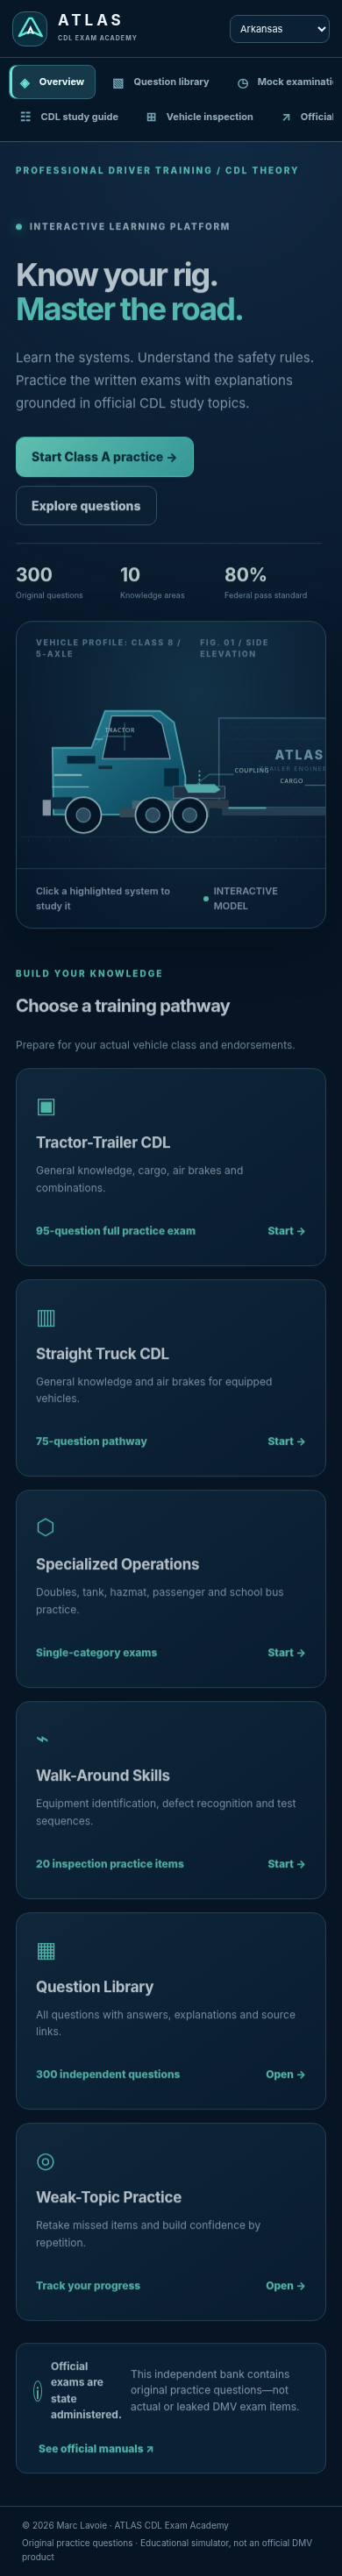 ATLAS
CDL EXAM ACADEMY
Arkansas
Overview
Question library
Mock examinatio
CDL study guide
Vehicle inspection
Official
PROFESSIONAL DRIVER TRAINING / CDL THEORY
INTERACTIVE LEARNING PLATFORM
Know your rig.
Master the road.
Learn the systems. Understand the safety rules.
Practice the written exams with explanations
grounded in official CDL study topics.
Start Class A practice →
Explore questions
300
Original questions
10
Knowledge areas
80%
Federal pass standard
VEHICLE PROFILE: CLASS 8 /
5-AXLE
FIG. 01 / SIDE
ELEVATION
TRACTOR
ATLAS
COUPLING
CARGO
Click a highlighted system to
study it
INTERACTIVE
MODEL
BUILD YOUR KNOWLEDGE
Choose a training pathway
Prepare for your actual vehicle class and endorsements.
Tractor-Trailer CDL
General knowledge, cargo, air brakes and
combinations.
95-question full practice exam
Start →
Straight Truck CDL
General knowledge and air brakes for equipped
vehicles.
75-question pathway
Start →
Specialized Operations
Doubles, tank, hazmat, passenger and school bus
practice.
Single-category exams
Start →
Walk-Around Skills
Equipment identification, defect recognition and test
sequences.
20 inspection practice items
Start →
Question Library
All questions with answers, explanations and source
links.
300 independent questions
Open →
Weak-Topic Practice
Retake missed items and build confidence by
repetition.
Track your progress
Open →
Official
exams are
state
administered.
This independent bank contains
original practice questions—not
actual or leaked DMV exam items.
See official manuals ↗
© 2026 Marc Lavoie · ATLAS CDL Exam Academy
Original practice questions · Educational simulator, not an official DMV
product